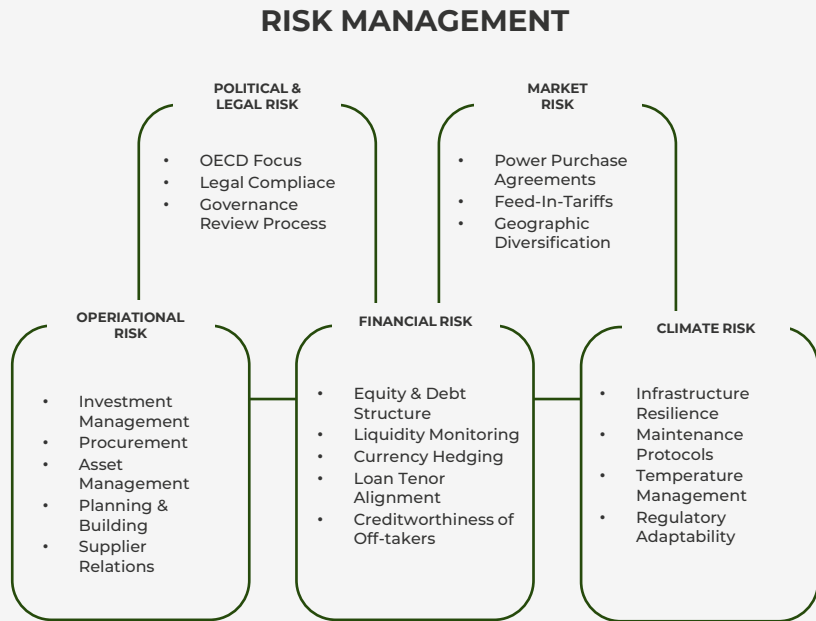 RISK MANAGEMENT
POLITICAL &
LEGAL RISK
• OECD Focus
• Legal Compliace
• Governance
Review Process
MARKET
RISK
• Power Purchase
Agreements
• Feed-In-Tariffs
• Geographic
Diversification
OPERIATIONAL
RISK
• Investment
Management
• Procurement
• Asset
Management
• Planning &
Building
• Supplier
Relations
FINANCIAL RISK
• Equity & Debt
Structure
• Liquidity Monitoring
• Currency Hedging
• Loan Tenor
Alignment
• Creditworthiness of
Off-takers
CLIMATE RISK
• Infrastructure
Resilience
• Maintenance
Protocols
• Temperature
Management
• Regulatory
Adaptability